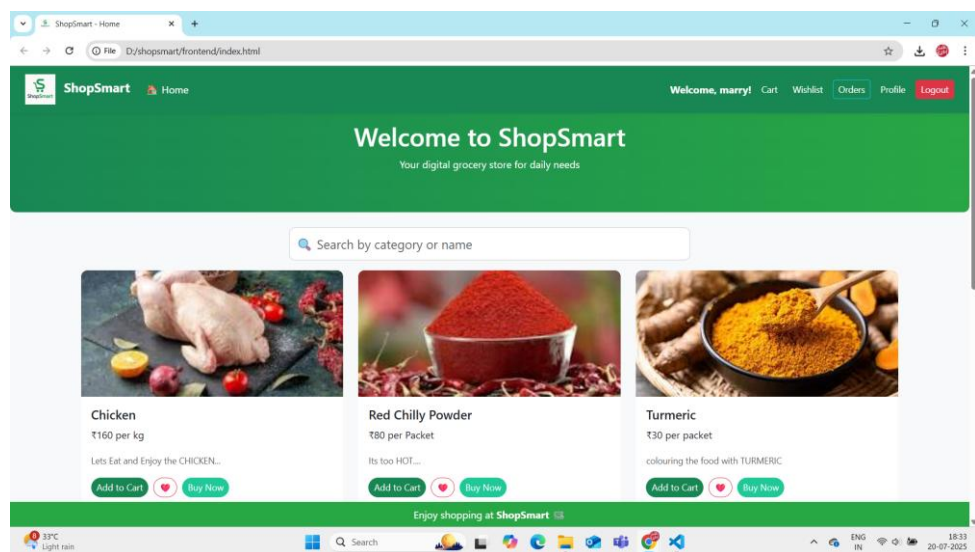 ShopSmart - Home
File D:/shopsmart/frontend/index.html
ShopSmart
ShopSmart Home Welcome, marry! Cart Wishlist Orders Profile Logout
Welcome to ShopSmart
Your digital grocery store for daily needs
Search by category or name
Chicken
₹160 per kg
Lets Eat and Enjoy the CHICKEN...
Add to Cart Buy Now
Red Chilly Powder
₹80 per Packet
Its too HOT....
Add to Cart Buy Now
Turmeric
₹30 per packet
colouring the food with TURMERIC
Add to Cart Buy Now
Enjoy shopping at ShopSmart
33°C
Light rain
Search
ENG
IN
18:33
20-07-2025